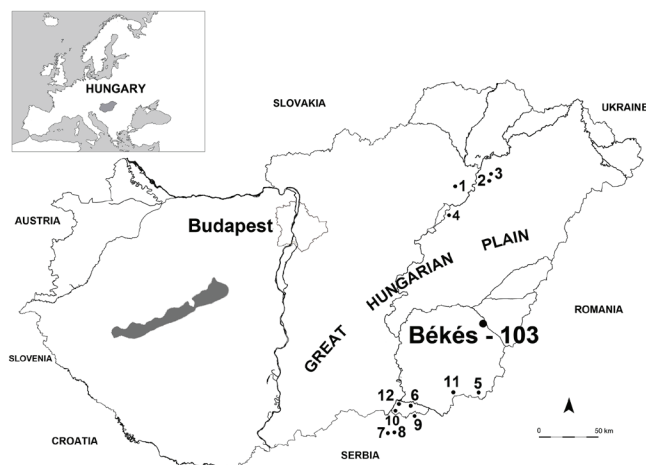 HUNGARY
SLOVAKIA
UKRAINE
1
2
3
4
AUSTRIA
Budapest
GREAT HUNGARIAN PLAIN
ROMANIA
Békés - 103
SLOVENIA
11
5
12
6
10
9
7
8
CROATIA
SERBIA
0
50 km